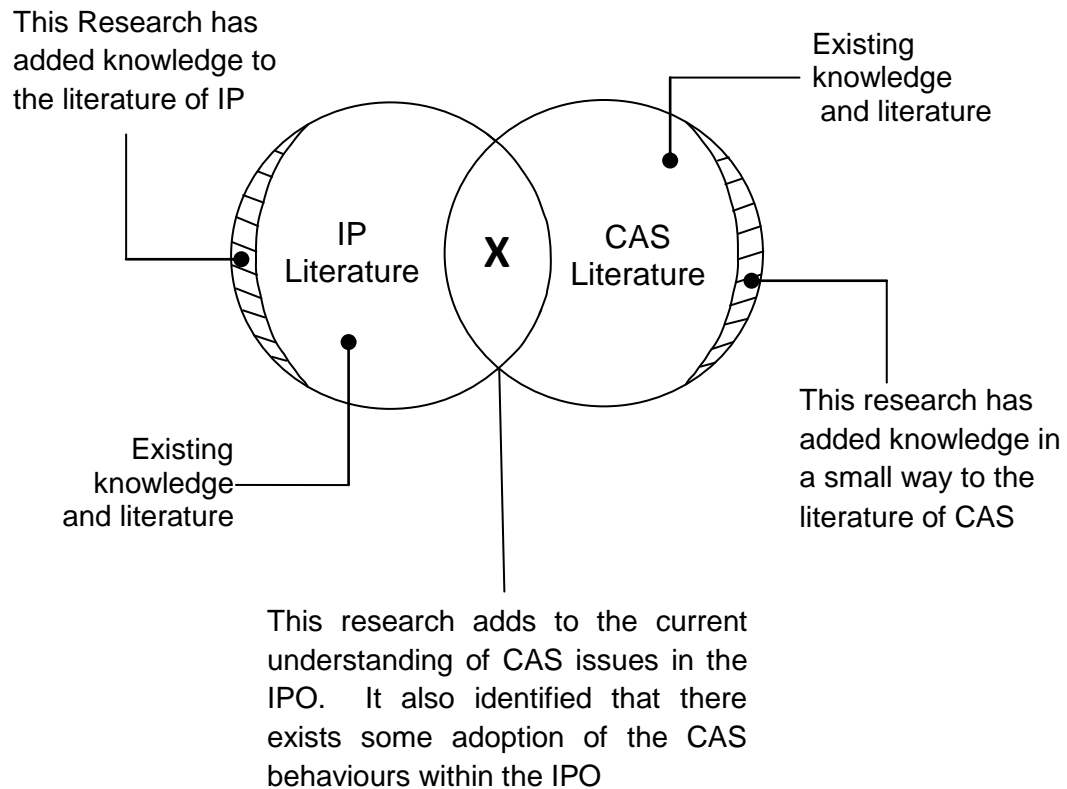 This Research has
added knowledge to
the literature of IP
Existing
knowledge
and literature
IP
Literature
X
CAS
Literature
Existing
knowledge
and literature
This research has
added knowledge in
a small way to the
literature of CAS
This research adds to the current
understanding of CAS issues in the
IPO. It also identified that there
exists some adoption of the CAS
behaviours within the IPO